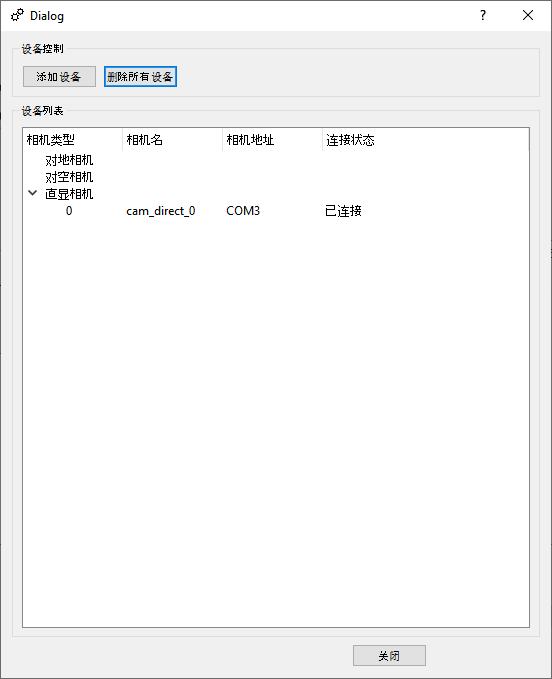 Dialog
设备控制
添加设备 删除所有设备
设备列表
相机类型 相机名 相机地址 连接状态
对地相机
对空相机
直显相机
0 cam_direct_0 COM3 已连接
关闭